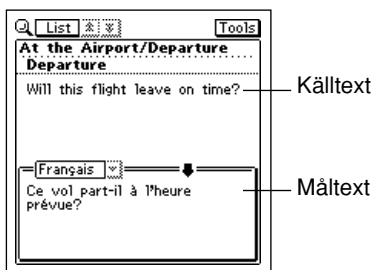 List Tools
At the Airport/Departure
Departure
Will this flight leave on time?
Källtext
Français
Ce vol part-il à l'heure
prévue?
Måltext